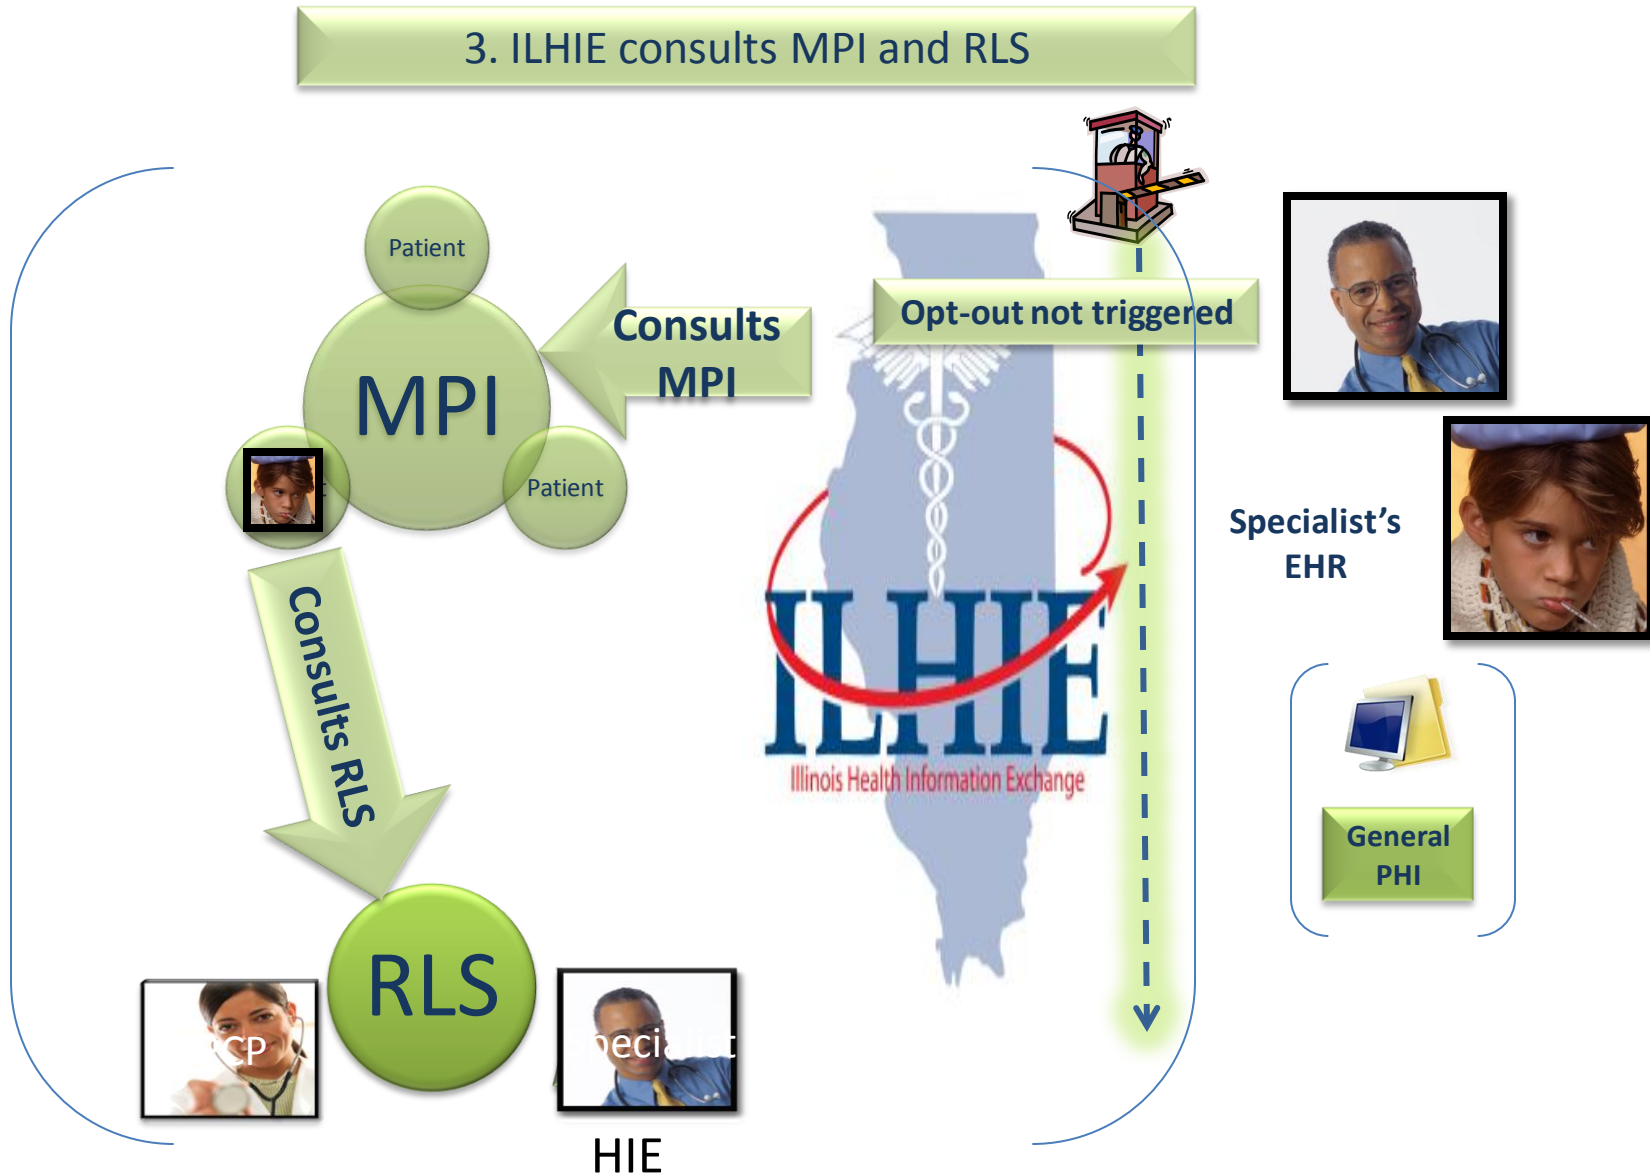 3. ILHIE consults MPI and RLS
Patient
Consults
MPI
Opt-out not triggered
MPI
Patient
Specialist's
EHR
Consults RLS
ILHIE
Illinois Health Information Exchange
General
PHI
RLS
HIE